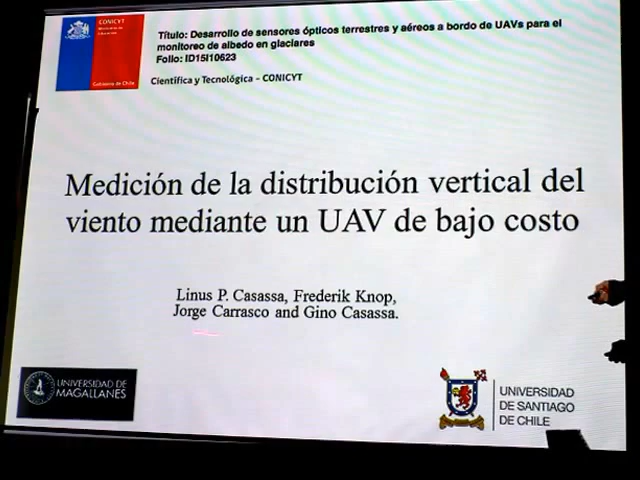 CONICYT
Gobierno de Chile
Título: Desarrollo de sensores ópticos terrestres y aéreos a bordo de UAVs para el
monitoreo de albedo en glaciares
Folio: ID15I10623
Científica y Tecnológica – CONICYT
Medición de la distribución vertical del
viento mediante un UAV de bajo costo
Linus P. Casassa, Frederik Knop,
Jorge Carrasco and Gino Casassa.
UNIVERSIDAD DE
MAGALLANES
UNIVERSIDAD
DE SANTIAGO
DE CHILE